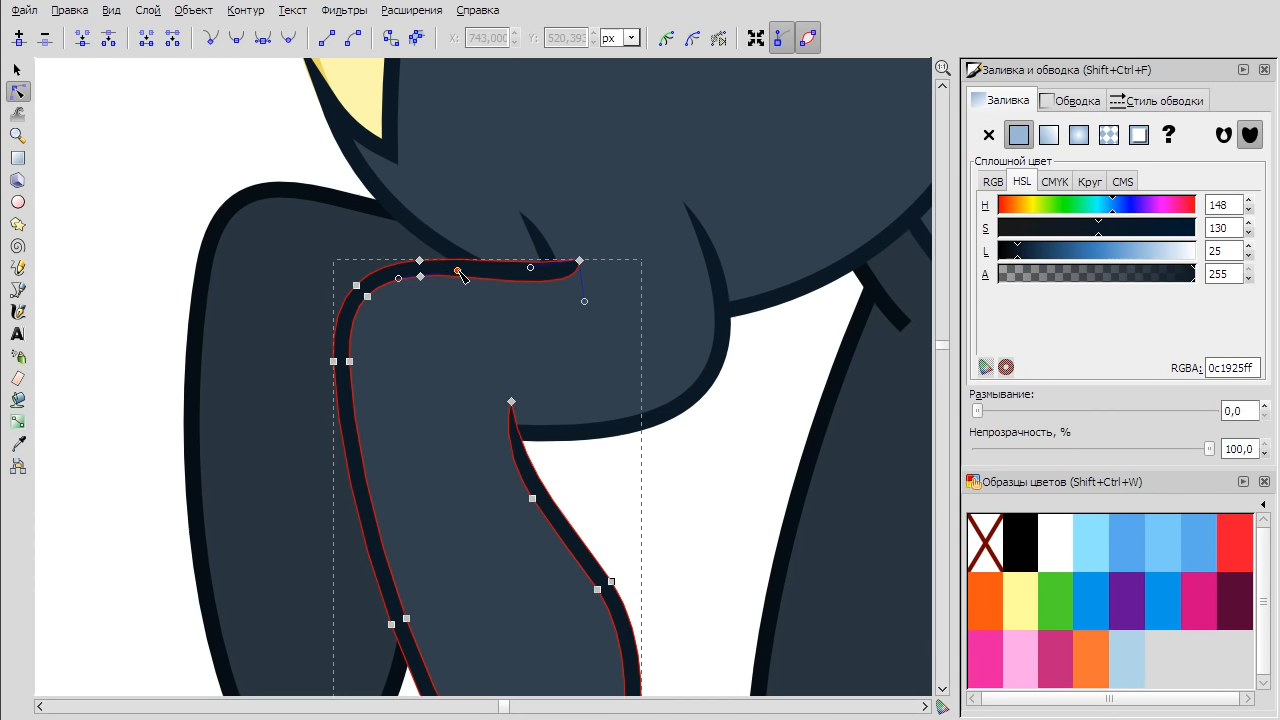 Файл Правка Вид Слой Объект Контур Текст Фильтры Расширения Справка
X: 743,000 Y: 520,393 px
Заливка и обводка (Shift+Ctrl+F)
Заливка Обводка Стиль обводки
?
Сплошной цвет
RGB HSL CMYK Круг CMS
H 148
S 130
L 25
A 255
RGBA: 0c1925ff
Размывание:
0,0
Непрозрачность, %
100,0
Образцы цветов (Shift+Ctrl+W)